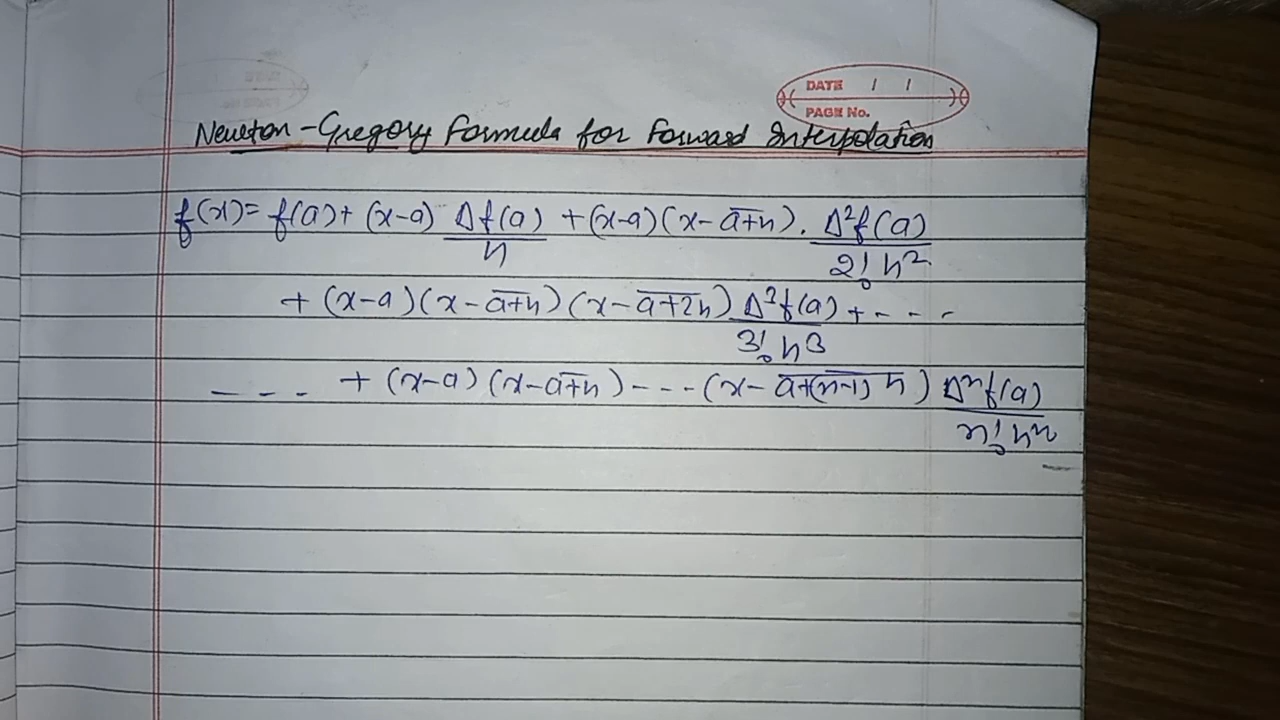 DATE / /
PAGE No.
Newton-Gregory Formula for Forward Interpolation
f(x) = f(a) + (x-a) Δf(a)/h + (x-a)(x-a+h). Δ²f(a)/2! h²
+ (x-a)(x-a+h)(x-a+2h) Δ²f(a)/3! h³ + - - -
- - - + (x-a)(x-a+h) - - - (x-a+(n-1)h) Δⁿf(a)/n! hⁿ